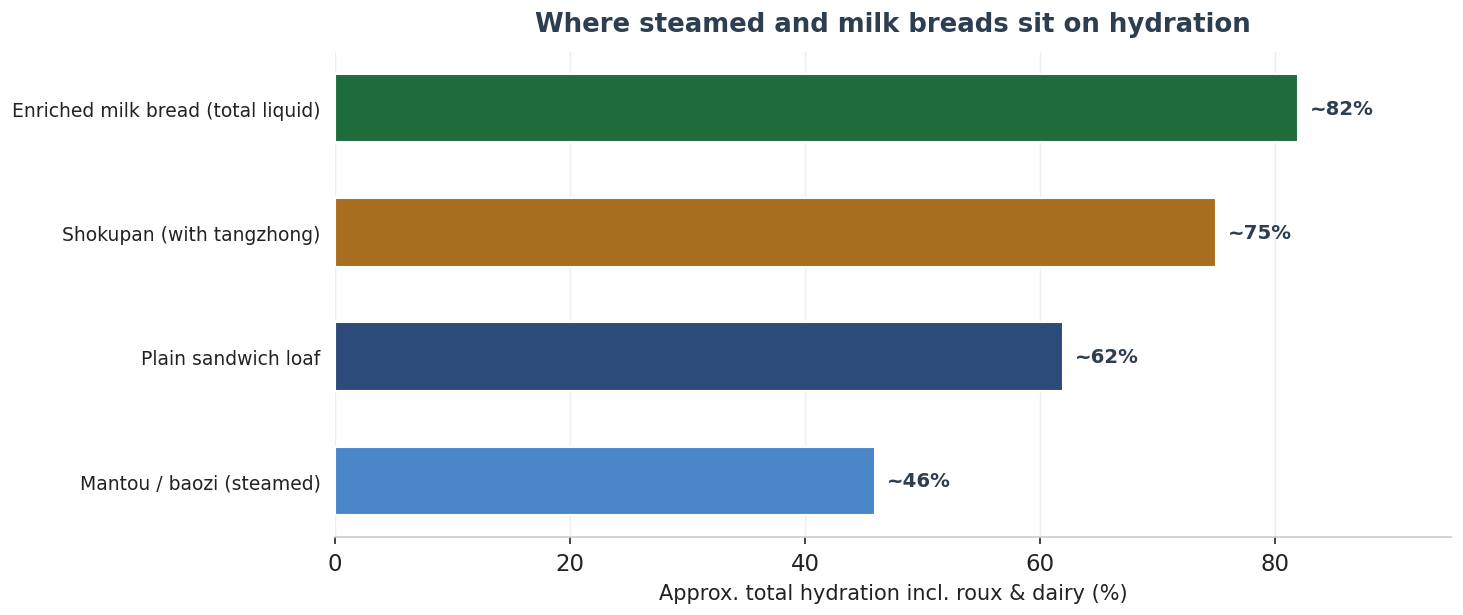 Where steamed and milk breads sit on hydration
Enriched milk bread (total liquid)
~82%
Shokupan (with tangzhong)
~75%
Plain sandwich loaf
~62%
Mantou / baozi (steamed)
~46%
0 20 40 60 80
Approx. total hydration incl. roux & dairy (%)